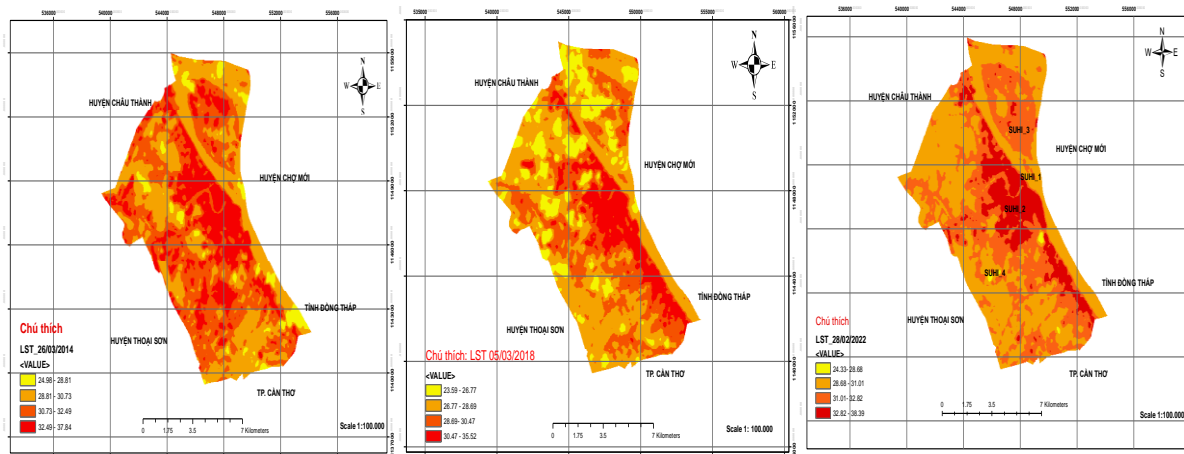 536000 540000 544000 548000 552000 556000
N
W E
S
HUYỆN CHÂU THÀNH
HUYỆN CHỢ MỚI
TỈNH ĐỒNG THÁP
HUYỆN THOẠI SƠN
TP. CẦN THƠ
Chú thích
LST_26/03/2014
<VALUE>
24.98 - 28.81
28.81 - 30.73
30.73 - 32.49
32.49 - 37.84
0 1.75 3.5 7 Kilometers
Scale 1:100.000
535000 540000 545000 550000 555000 560000
N
W E
S
HUYỆN CHÂU THÀNH
HUYỆN CHỢ MỚI
TỈNH ĐỒNG THÁP
HUYỆN THOẠI SƠN
TP. CẦN THƠ
Chú thích: LST 05/03/2018
<VALUE>
23.59 - 26.77
26.77 - 28.69
28.69 - 30.47
30.47 - 35.52
0 1.75 3.5 7 Kilometers
Scale 1: 100.000
536000 540000 544000 548000 552000 556000
N
W E
S
HUYỆN CHÂU THÀNH
SUHI_3
HUYỆN CHỢ MỚI
SUHI_1
SUHI_2
SUHI_4
TỈNH ĐỒNG THÁP
HUYỆN THOẠI SƠN
TP. CẦN THƠ
Chú thích
LST_28/02/2022
<VALUE>
24.33 - 28.68
28.68 - 31.01
31.01 - 32.82
32.82 - 38.39
0 1.75 3.5 7 Kilometers
Scale 1:100.000